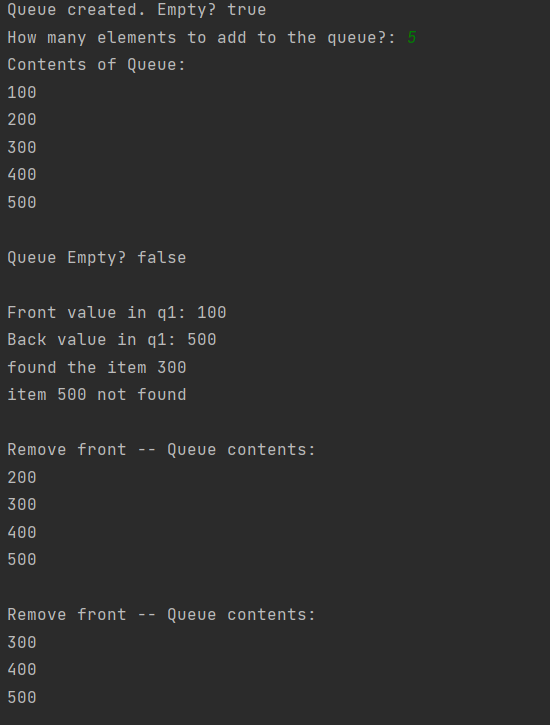 Queue created. Empty? true
How many elements to add to the queue?: 5
Contents of Queue:
100
200
300
400
500
Queue Empty? false
Front value in q1: 100
Back value in q1: 500
found the item 300
item 500 not found
Remove front -- Queue contents:
200
300
400
500
Remove front -- Queue contents:
300
400
500